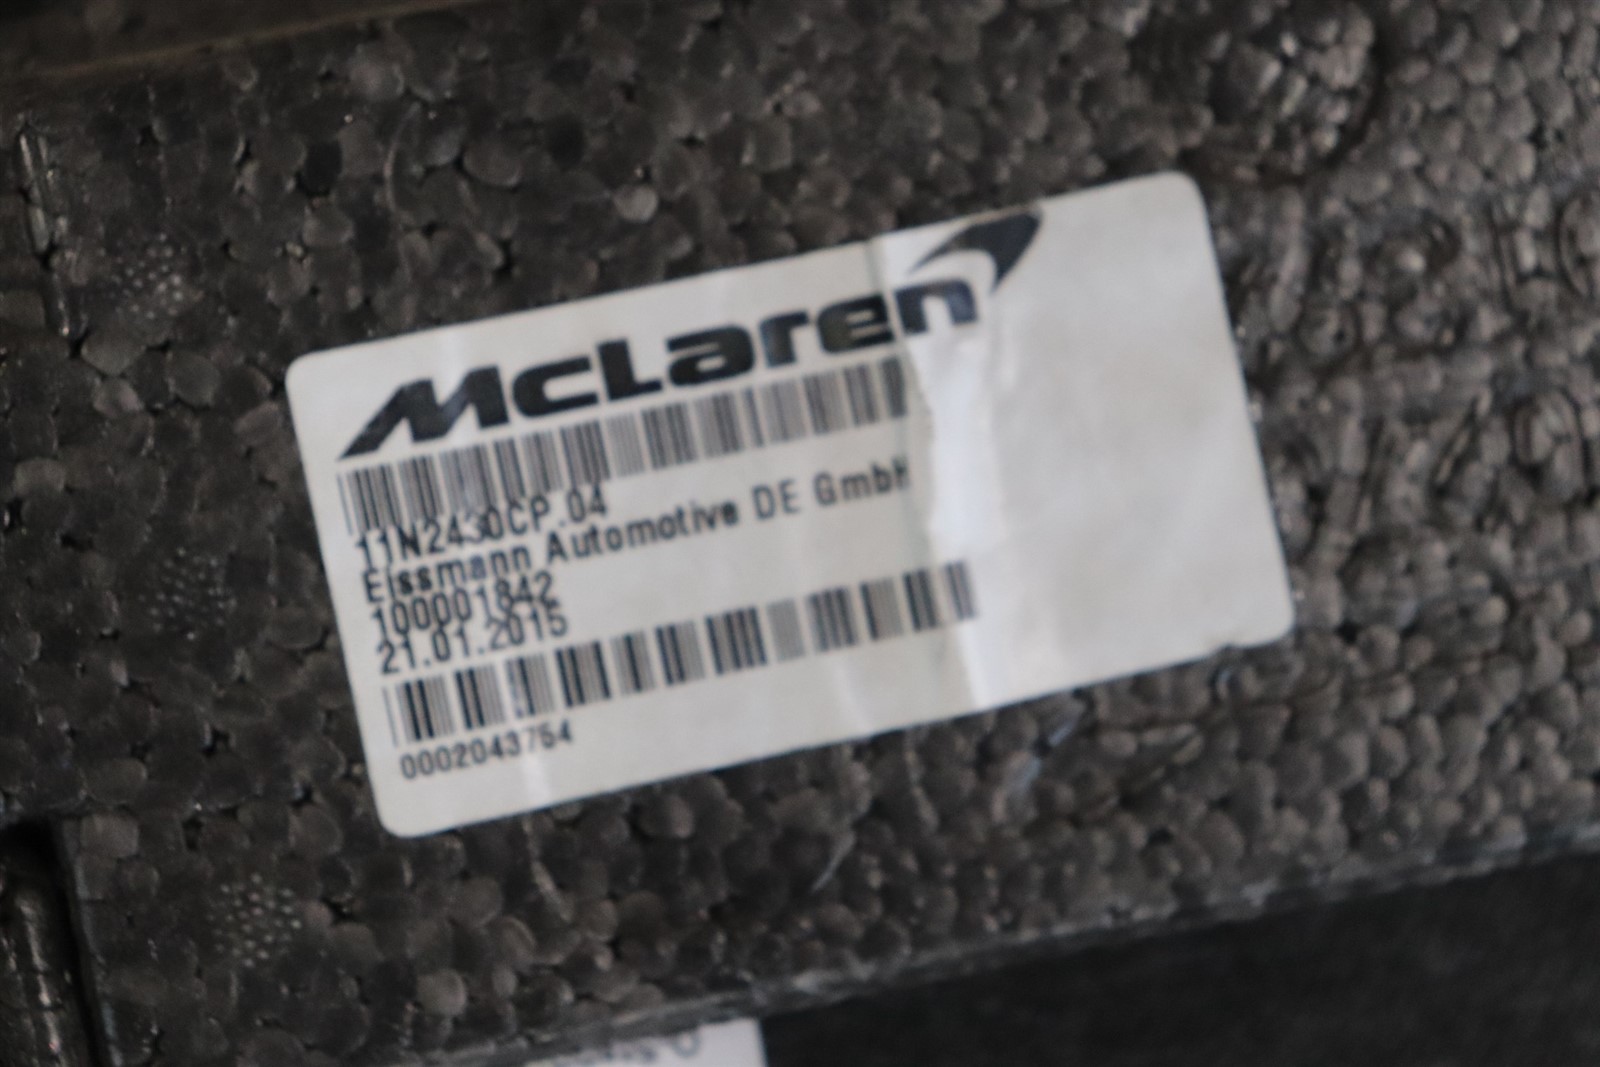 McLaren
11N2430CP.04
Eissmann Automotive DE GmbH
100001842
21.01.2015
0002043754